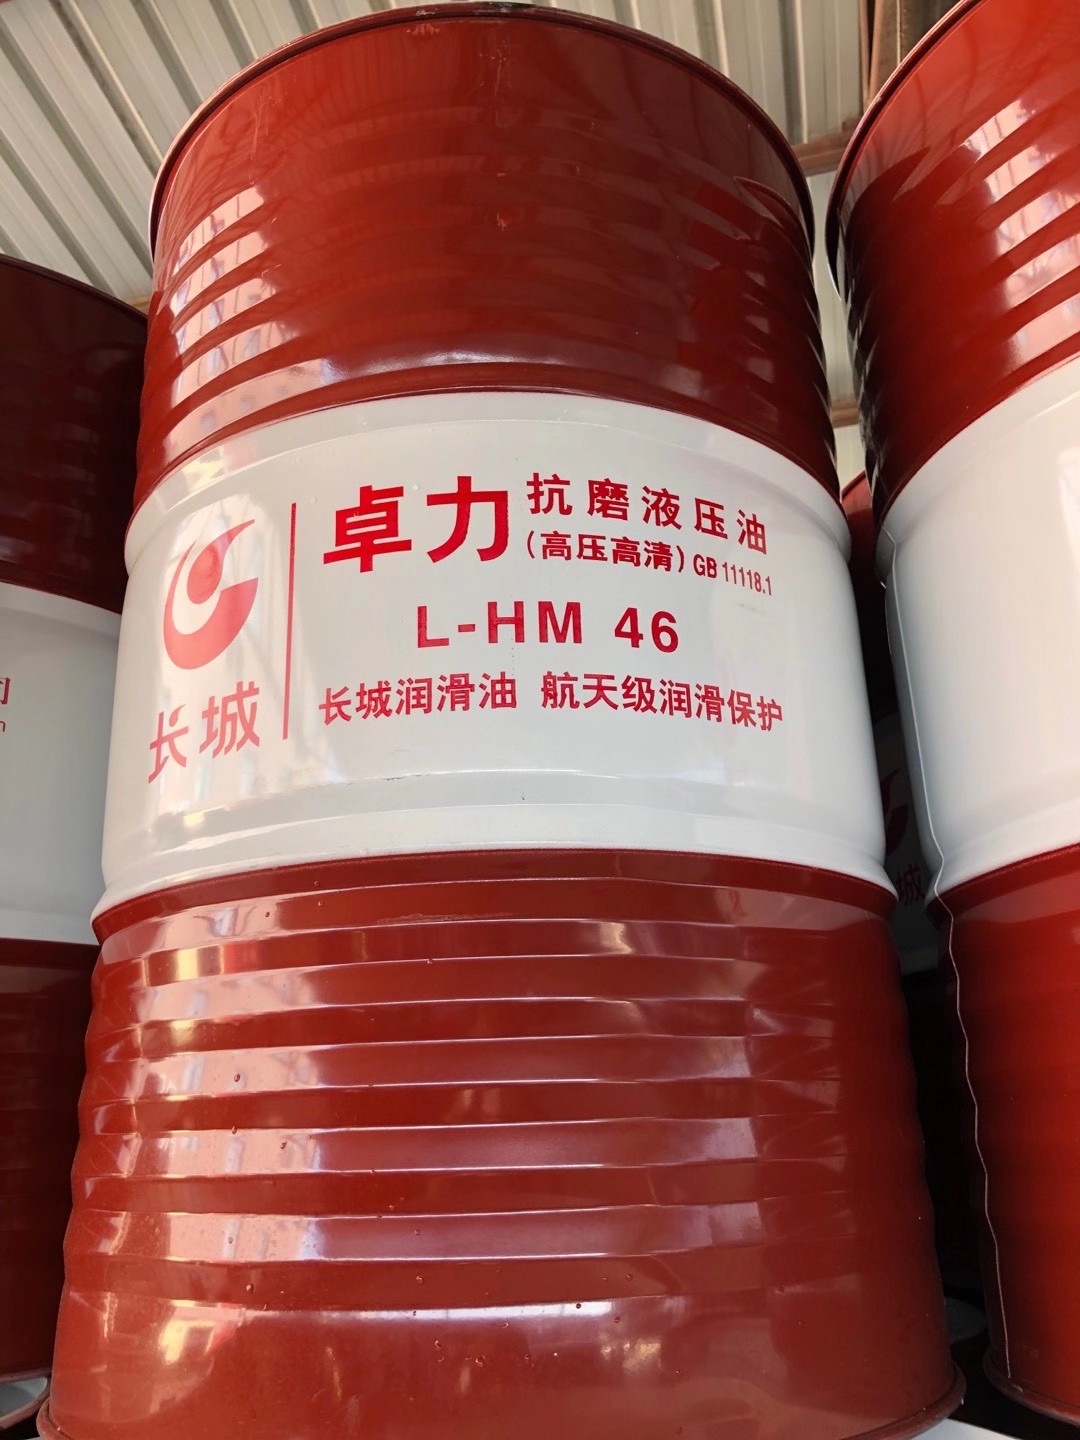 卓力 抗磨液压油
(高压高清) GB 11118.1
L-HM 46
长城润滑油 航天级润滑保护
长城
城